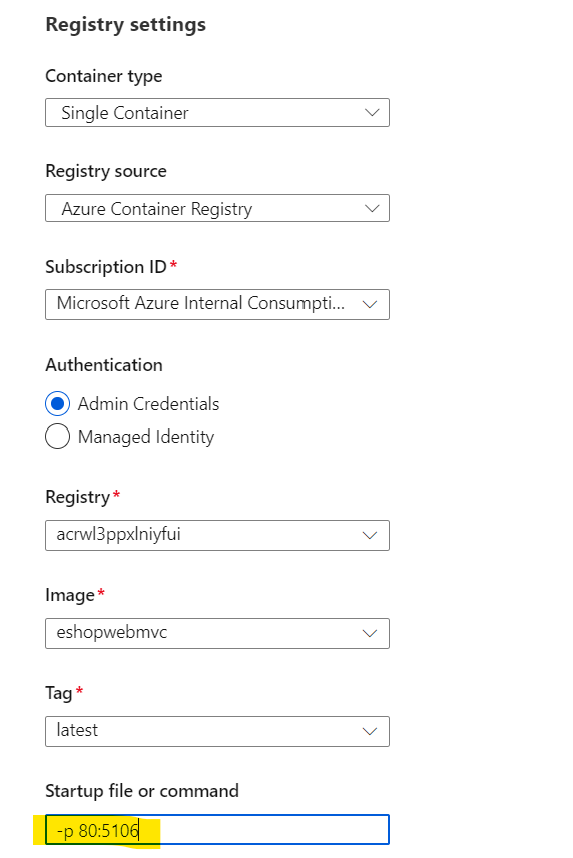 Registry settings
Container type
Single Container
Registry source
Azure Container Registry
Subscription ID*
Microsoft Azure Internal Consumpti...
Authentication
Admin Credentials
Managed Identity
Registry*
acrwl3ppxlniyfui
Image*
eshopwebmvc
Tag*
latest
Startup file or command
-p 80:5106